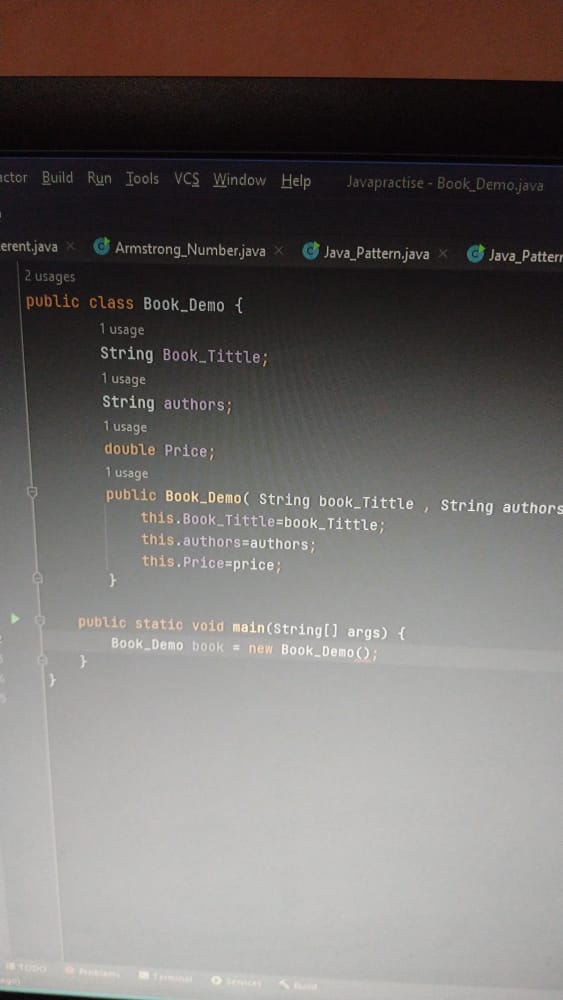 actor Build Run Tools VCS Window Help Javapractise - Book_Demo.java
erent.java × Armstrong_Number.java × Java_Pattern.java × Java_Pattern
2 usages
public class Book_Demo {
1 usage
String Book_Tittle;
1 usage
String authors;
1 usage
double Price;
1 usage
public Book_Demo( String book_Tittle , String authors
this.Book_Tittle=book_Tittle;
this.authors=authors;
this.Price=price;
}
public static void main(String[] args) {
Book_Demo book = new Book_Demo();
}
}
TODO Problems Terminal Services Build
ago)